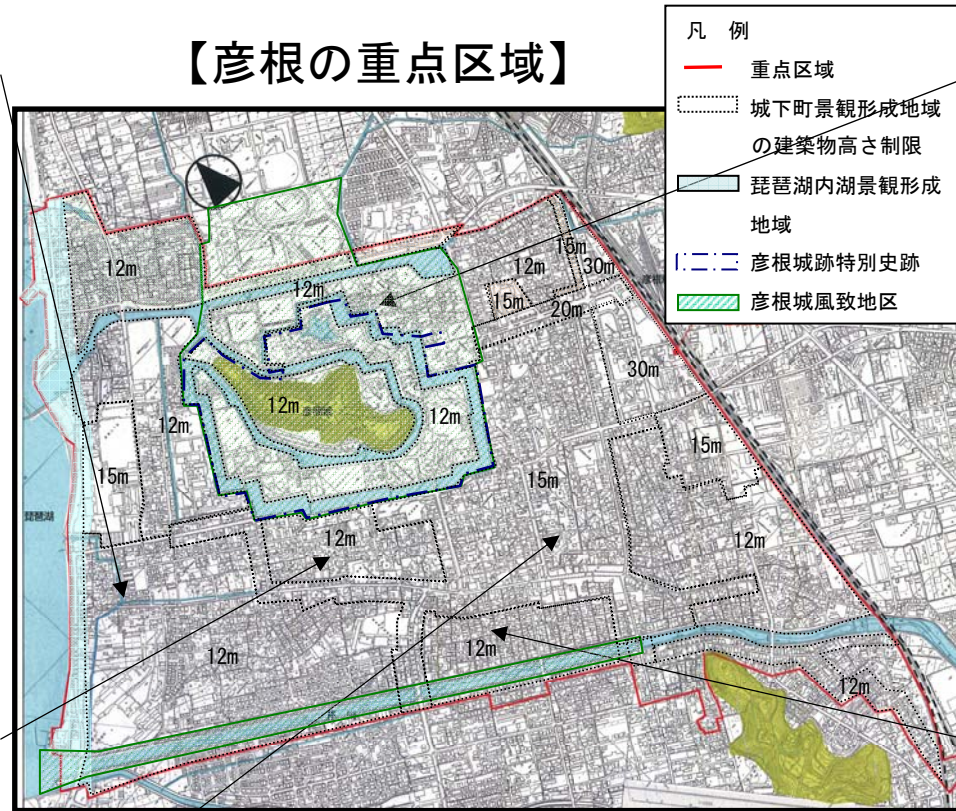 【彦根の重点区域】
凡 例
重点区域
城下町景観形成地域
の建築物高さ制限
琵琶湖内湖景観形成
地域
彦根城跡特別史跡
彦根城風致地区
12m
15m
12m
30m
12m
15m
20m
30m
12m
彦根城
12m
12m
15m
15m
15m
琵琶湖
12m
12m
12m
12m
12m